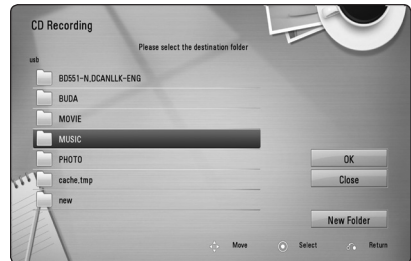 CD Recording
Please select the destination folder
usb
BD551-N,DCANLLK-ENG
BUDA
MOVIE
MUSIC
PHOTO
cache.tmp
new
OK
Close
New Folder
Move Select Return